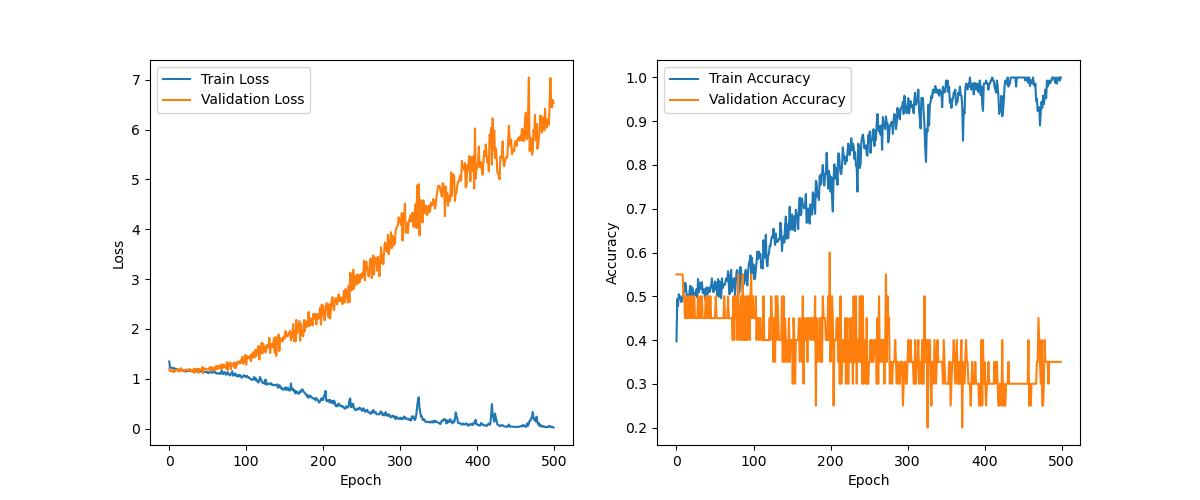 Train Loss
Validation Loss
7
6
5
4
3
2
1
0
Loss
0 100 200 300 400 500
Epoch
Train Accuracy
Validation Accuracy
1.0
0.9
0.8
0.7
0.6
0.5
0.4
0.3
0.2
Accuracy
0 100 200 300 400 500
Epoch